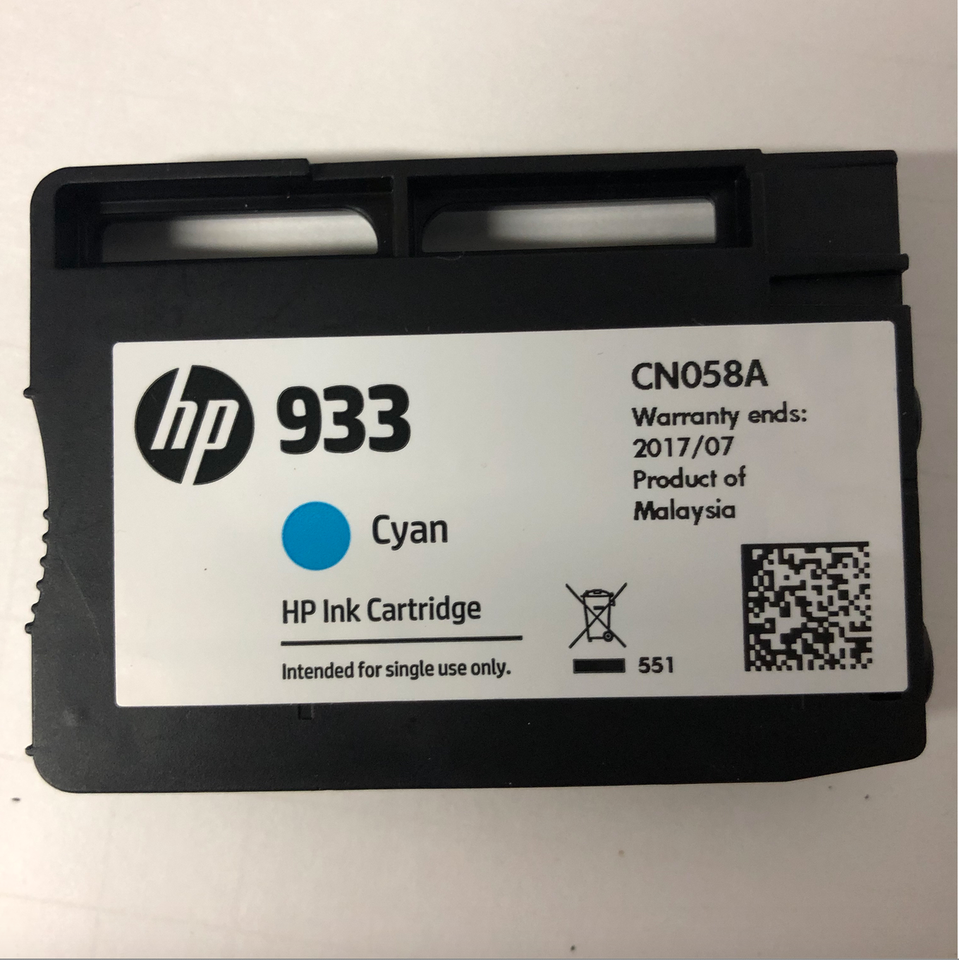 hp 933
Cyan
HP Ink Cartridge
Intended for single use only.
CN058A
Warranty ends:
2017/07
Product of
Malaysia
551